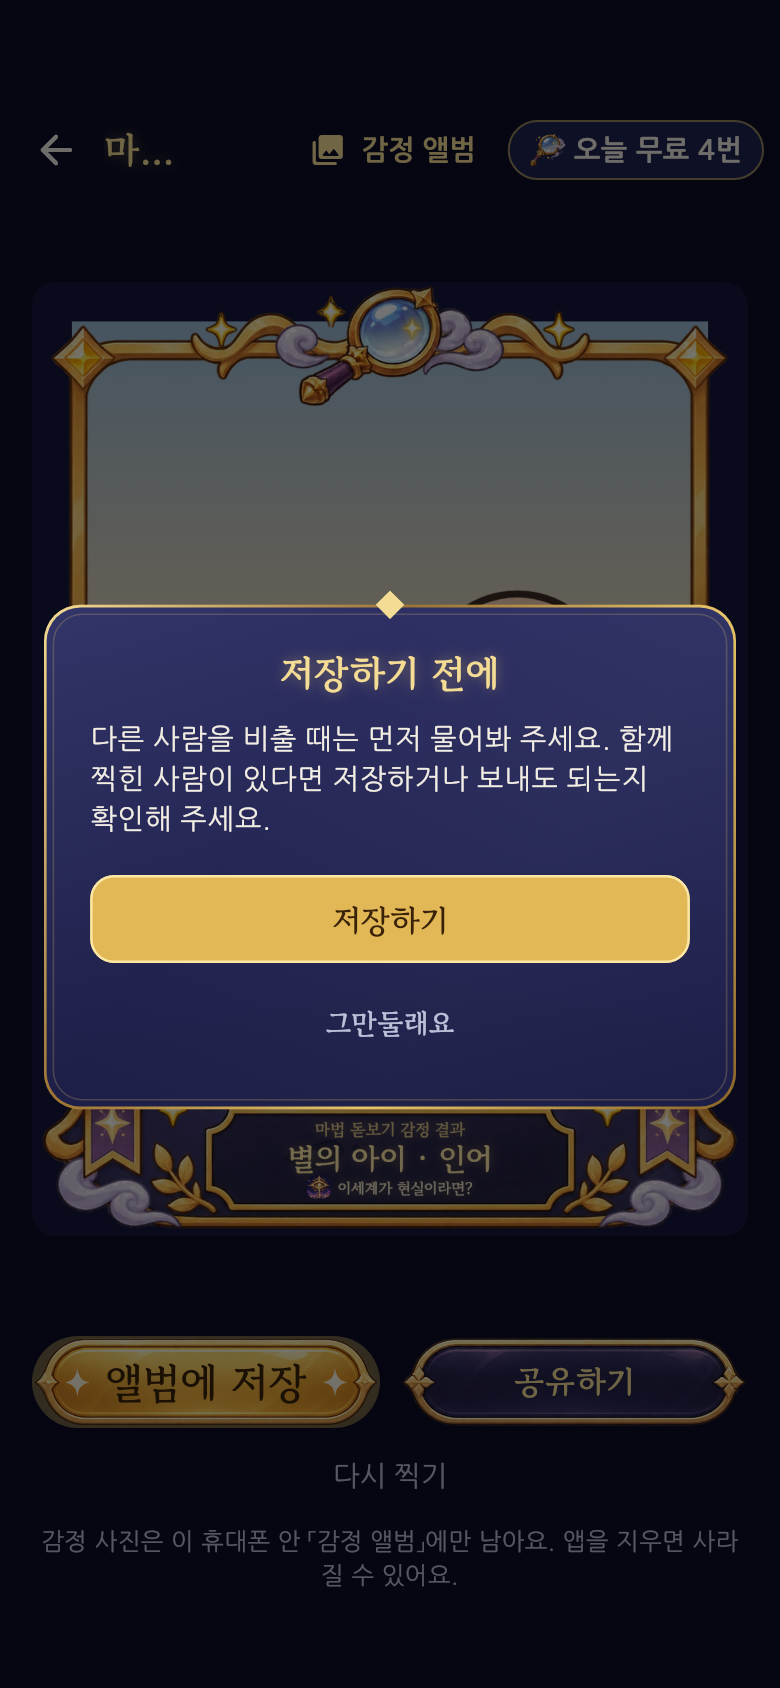 마...
감정 앨범
오늘 무료 4번
저장하기 전에
다른 사람을 비출 때는 먼저 물어봐 주세요. 함께
찍힌 사람이 있다면 저장하거나 보내도 되는지
확인해 주세요.
저장하기
그만둘래요
마법 돋보기 감정 결과
별의 아이 · 인어
이세계가 현실이라면?
앨범에 저장
공유하기
다시 찍기
감정 사진은 이 휴대폰 안 「감정 앨범」에만 남아요. 앱을 지우면 사라
질 수 있어요.